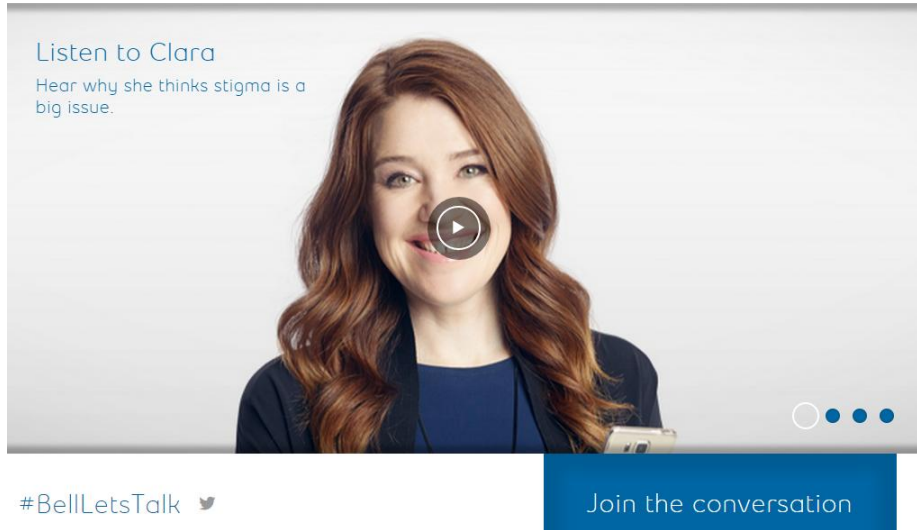 Listen to Clara
Hear why she thinks stigma is a
big issue.
#BellLetsTalk
Join the conversation